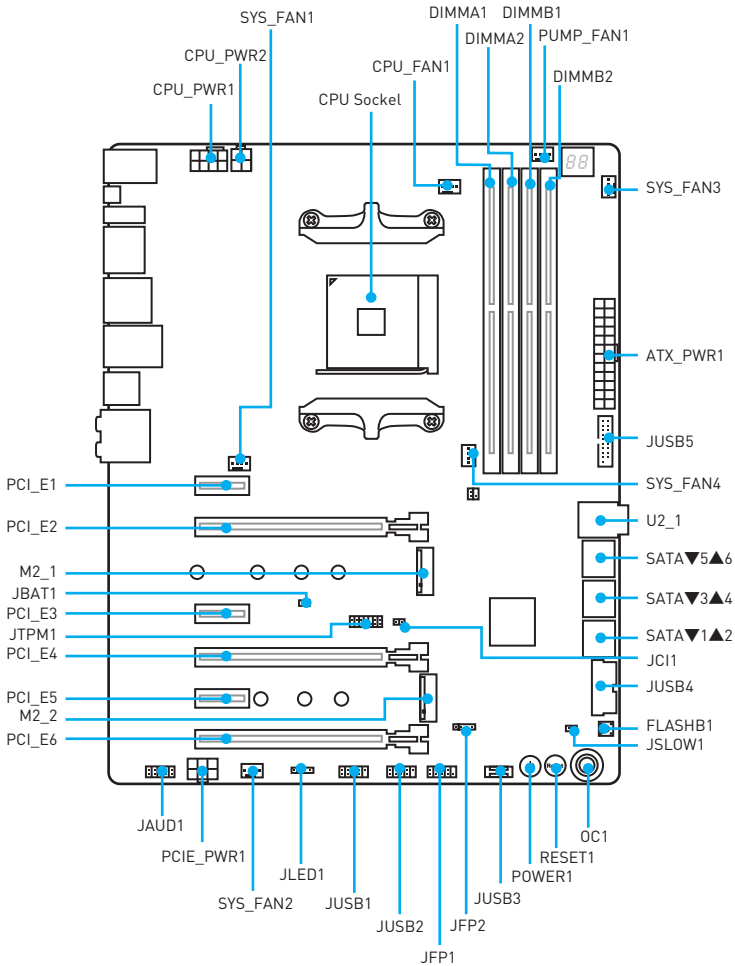 SYS_FAN1
DIMMA1
DIMMB1
DIMMA2
PUMP_FAN1
CPU_PWR2
CPU_FAN1
DIMMB2
CPU_PWR1
CPU Sockel
88
SYS_FAN3
ATX_PWR1
JUSB5
SYS_FAN4
PCI_E1
U2_1
PCI_E2
SATA▼5▲6
M2_1
JBAT1
SATA▼3▲4
PCI_E3
JTPM1
SATA▼1▲2
PCI_E4
JCI1
JUSB4
PCI_E5
M2_2
FLASHB1
PCI_E6
JSLOW1
JAUD1
OC1
PCIE_PWR1
RESET1
JLED1
POWER1
SYS_FAN2
JUSB1
JUSB3
JUSB2
JFP2
JFP1